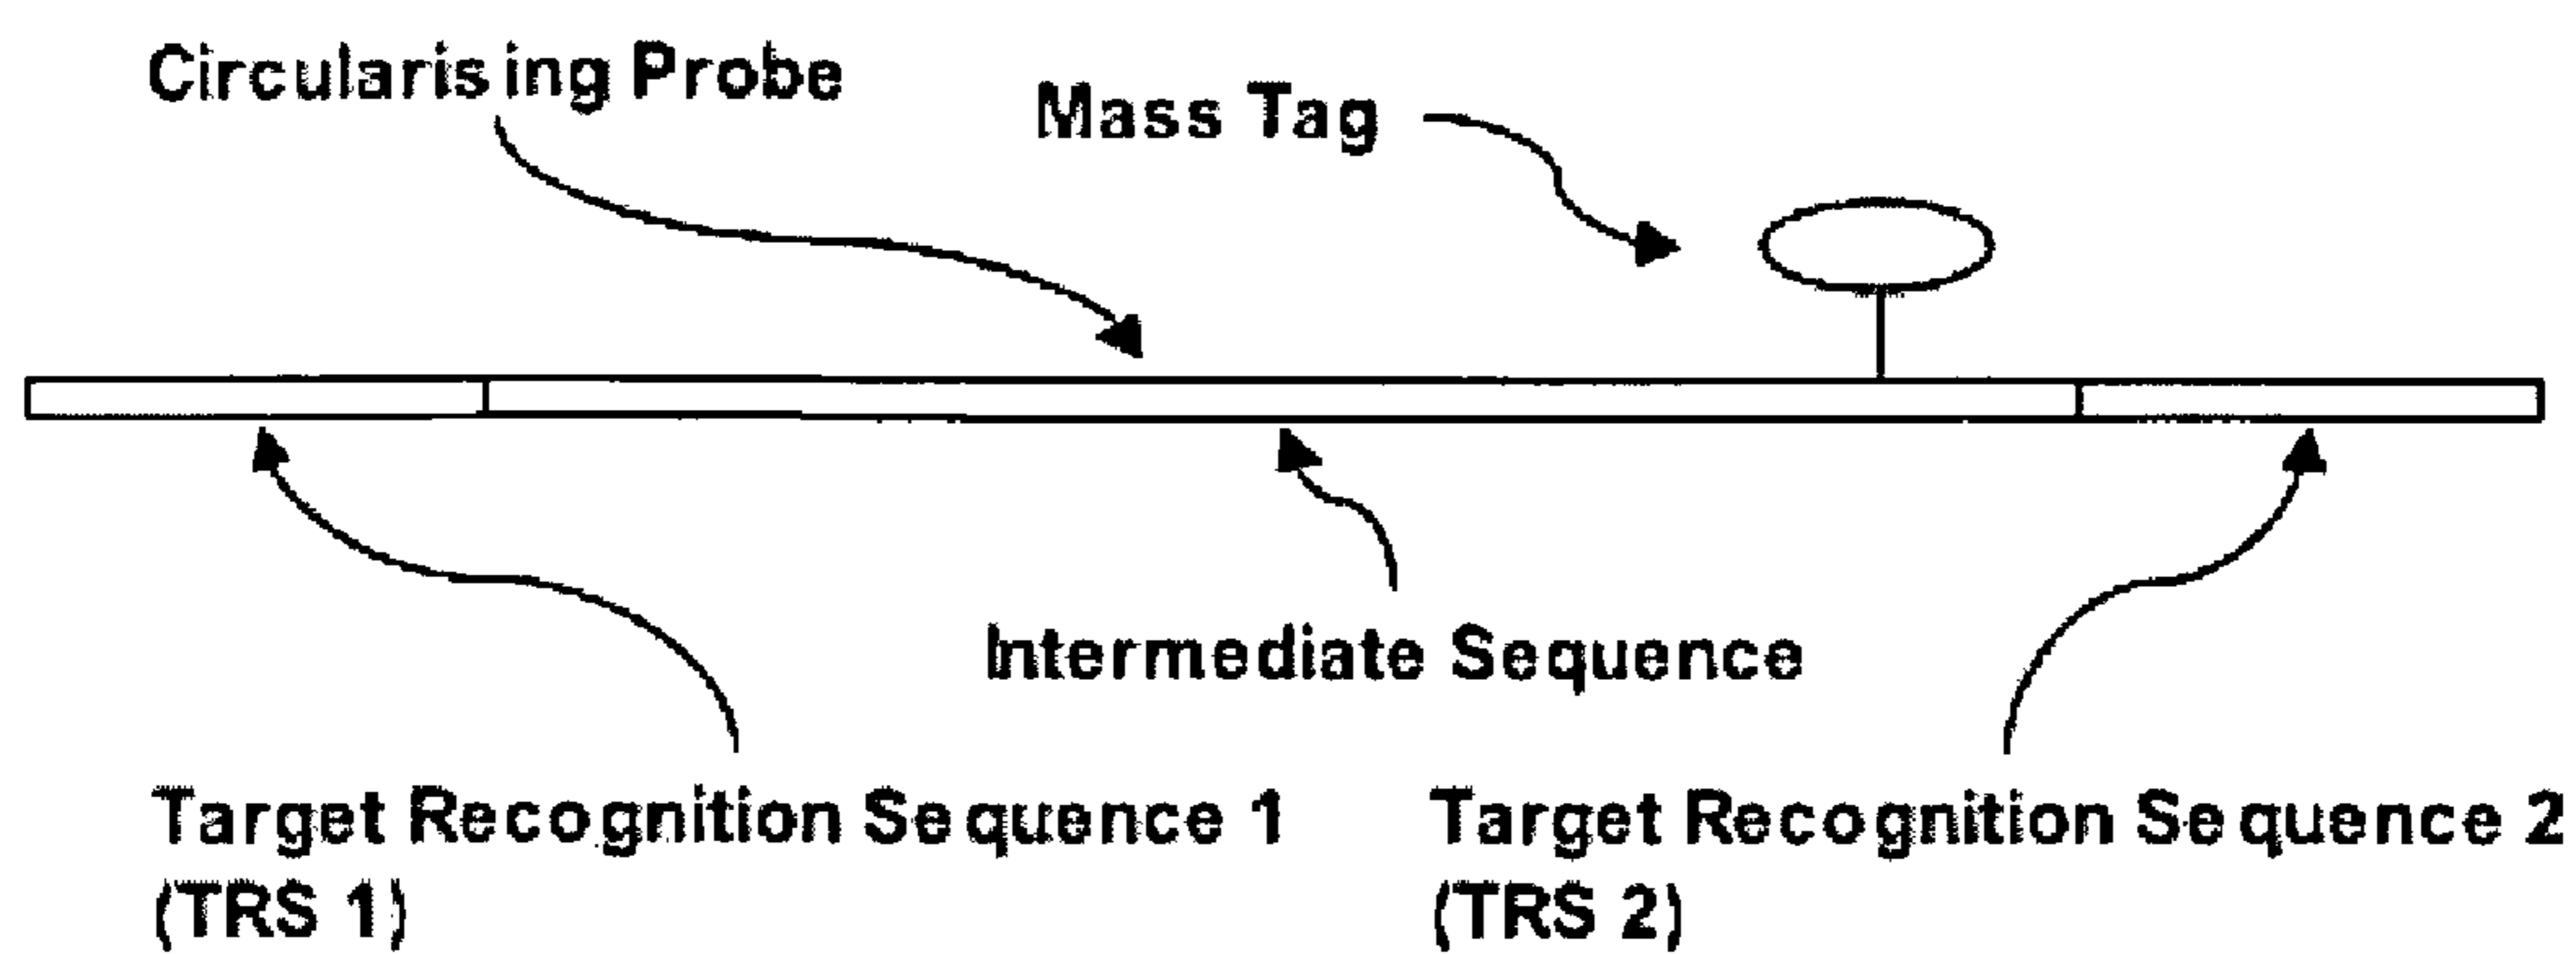 Circularising Probe
Mass Tag
Intermediate Sequence
Target Recognition Sequence 1
(TRS 1)
Target Recognition Sequence 2
(TRS 2)